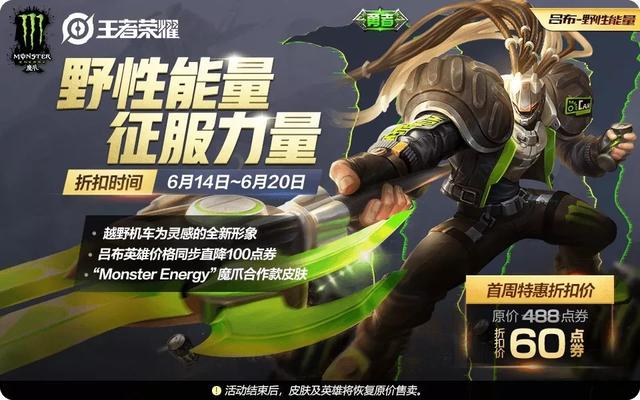 MONSTER
ENERGY
魔爪
王者荣耀
勇者
吕布-野性能量
野性能量
征服力量
折扣时间 6月14日~6月20日
越野机车为灵感的全新形象
吕布英雄价格同步直降100点券
“Monster Energy”魔爪合作款皮肤
首周特惠折扣价
原价 488 点券
折扣价 60 点券
活动结束后，皮肤及英雄将恢复原价售卖。